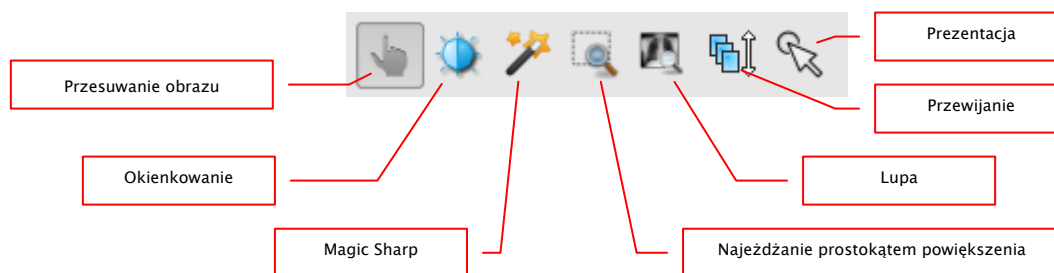 Prezentacja
Przesuwanie obrazu
Przewijanie
Okienkowanie
Lupa
Magic Sharp
Najeżdżanie prostokątem powiększenia